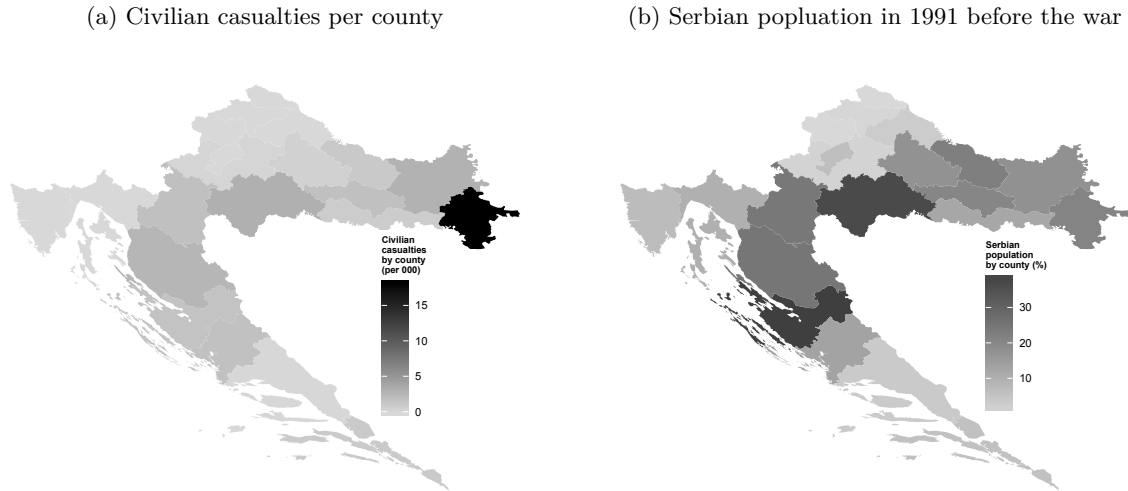 (a) Civilian casualties per county
(b) Serbian popluation in 1991 before the war
Civilian
casualties
by county
(per 000)
15
10
5
0
Serbian
population
by county (%)
30
20
10